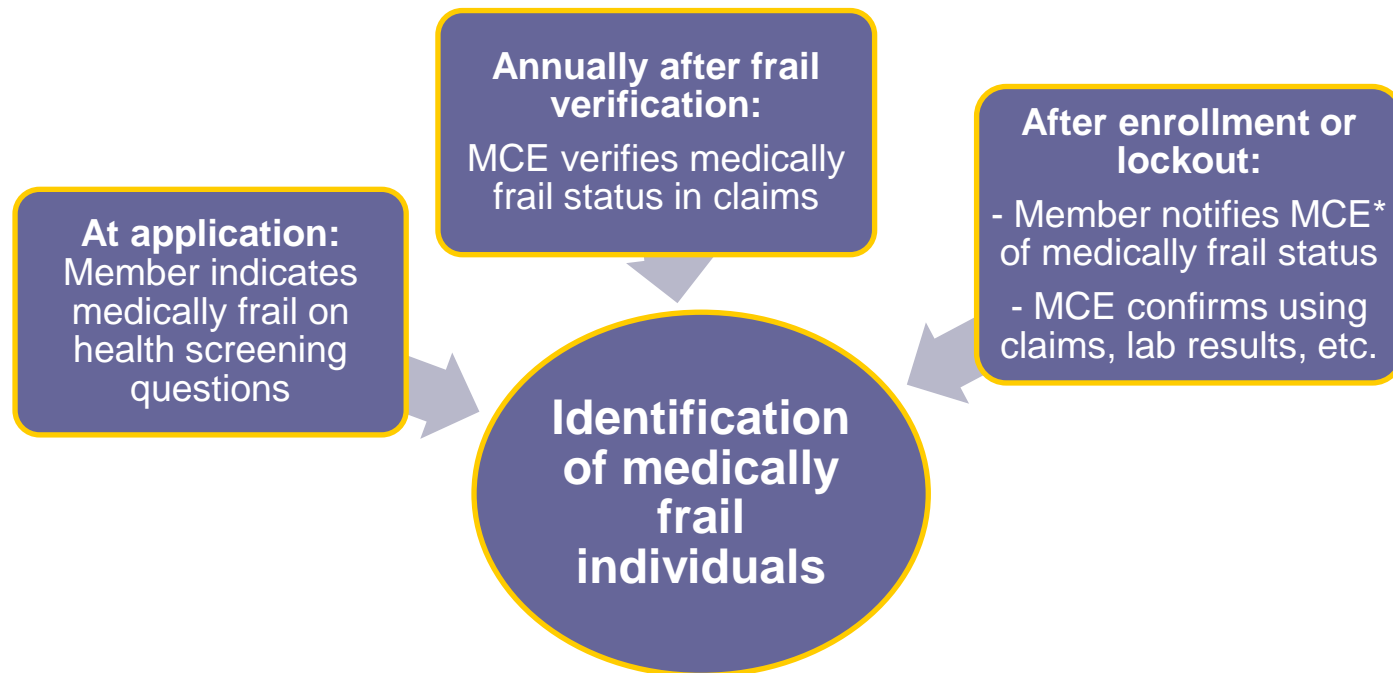 At application:
Member indicates
medically frail on
health screening
questions
Annually after frail
verification:
MCE verifies medically
frail status in claims
After enrollment or
lockout:
- Member notifies MCE*
of medically frail status
- MCE confirms using
claims, lab results, etc.
Identification
of medically
frail
individuals